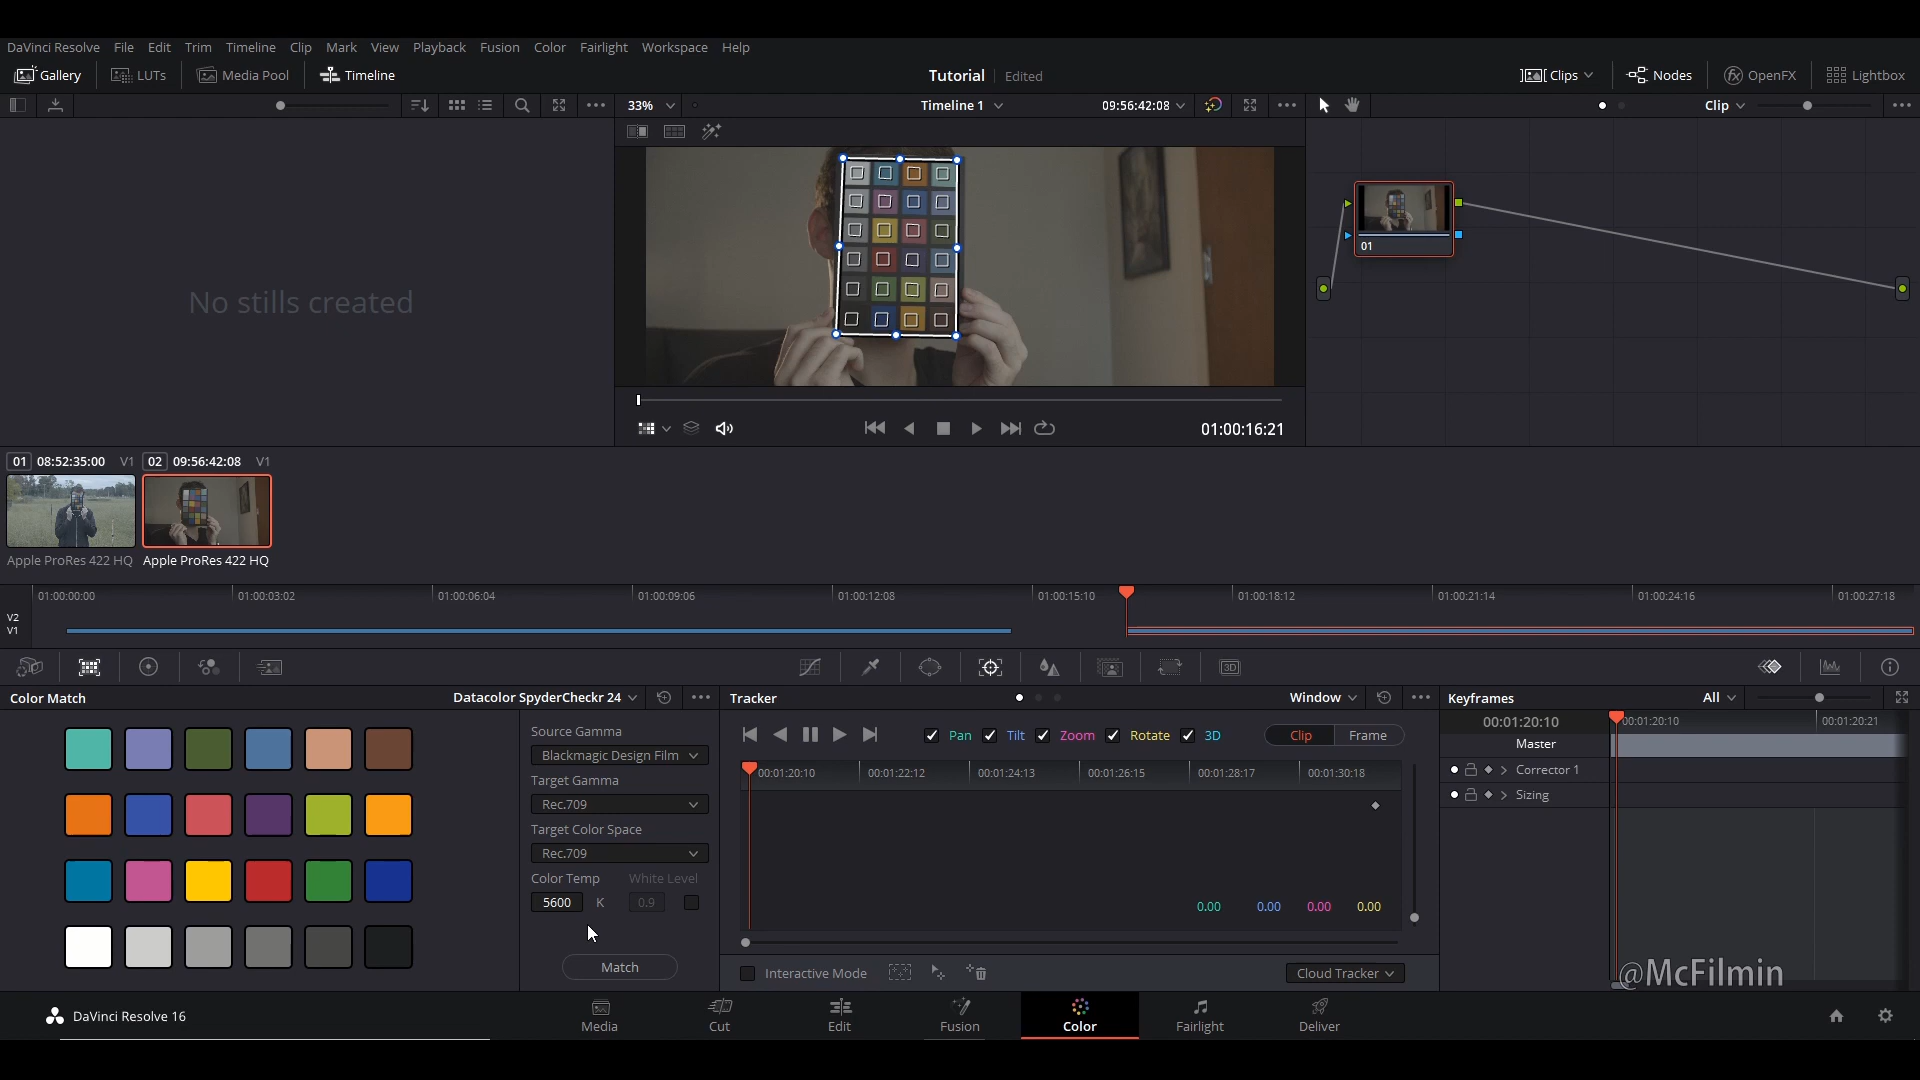 DaVinci Resolve File Edit Trim Timeline Clip Mark View Playback Fusion Color Fairlight Workspace Help
Gallery LUTs Media Pool Timeline Tutorial Edited Clips Nodes OpenFX Lightbox
33% Timeline 1 09:56:42:08 Clip
No stills created
01
01:00:16:21
01 08:52:35:00 V1 02 09:56:42:08 V1
Apple ProRes 422 HQ Apple ProRes 422 HQ
01:00:00:00 01:00:03:02 01:00:06:04 01:00:09:06 01:00:12:08 01:00:15:10 01:00:18:12 01:00:21:14 01:00:24:16 01:00:27:18
V2
V1
3D
Color Match Datacolor SpyderCheckr 24 Tracker Window Keyframes All
Source Gamma
Blackmagic Design Film
Target Gamma
Rec.709
Target Color Space
Rec.709
Color Temp White Level
5600 K 0.9
Match
Pan Tilt Zoom Rotate 3D Clip Frame
00:01:20:10 00:01:22:12 00:01:24:13 00:01:26:15 00:01:28:17 00:01:30:18
0.00 0.00 0.00 0.00
Interactive Mode Cloud Tracker
00:01:20:10 00:01:20:10 00:01:20:21
Master
Corrector 1
Sizing
@McFilmin
DaVinci Resolve 16 Media Cut Edit Fusion Color Fairlight Deliver